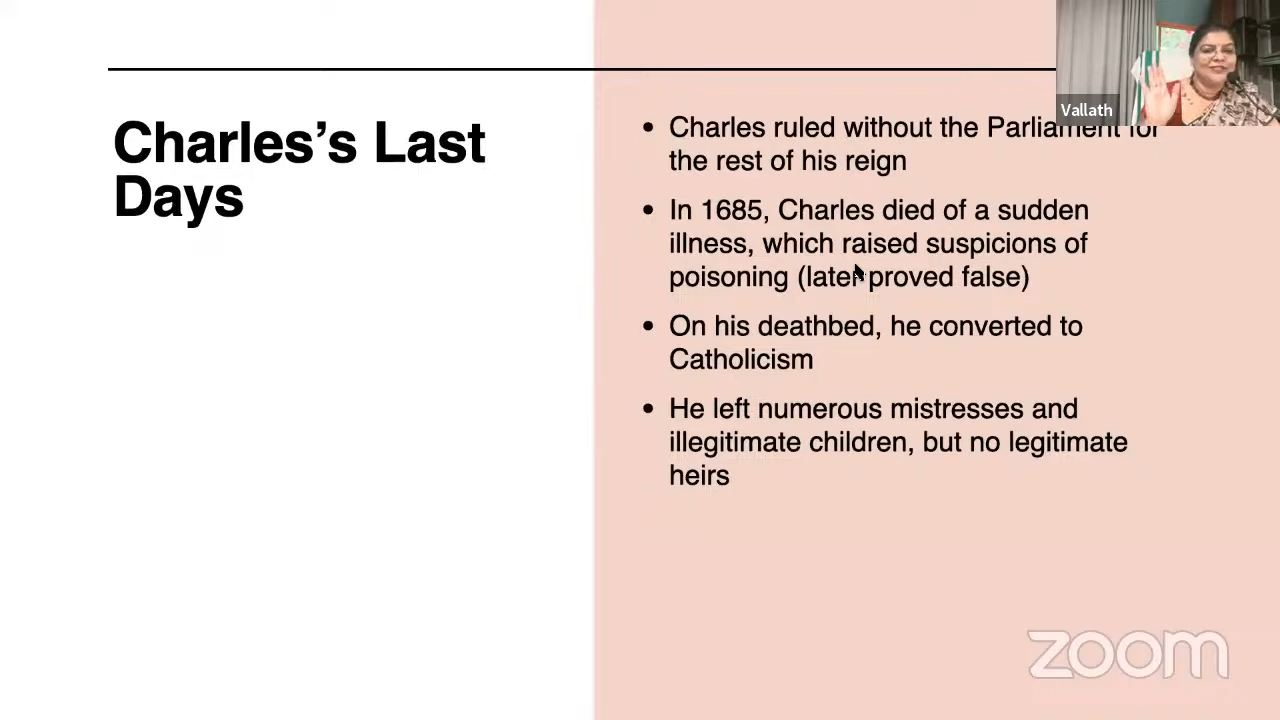 Charles's Last
Days
• Charles ruled without the Parliament for
the rest of his reign
• In 1685, Charles died of a sudden
illness, which raised suspicions of
poisoning (later proved false)
• On his deathbed, he converted to
Catholicism
• He left numerous mistresses and
illegitimate children, but no legitimate
heirs
Vallath
zoom